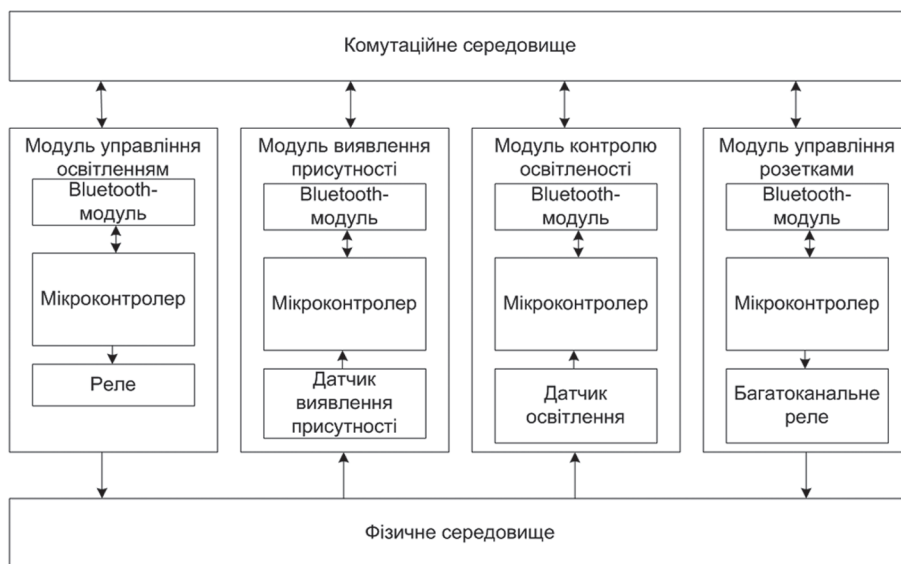 Комутаційне середовище
Модуль управління
освітленням
Bluetooth-
модуль
Мікроконтролер
Реле
Модуль виявлення
присутності
Bluetooth-
модуль
Мікроконтролер
Датчик
виявлення
присутності
Модуль контролю
освітленості
Bluetooth-
модуль
Мікроконтролер
Датчик
освітлення
Модуль управління
розетками
Bluetooth-
модуль
Мікроконтролер
Багатоканальне
реле
Фізичне середовище